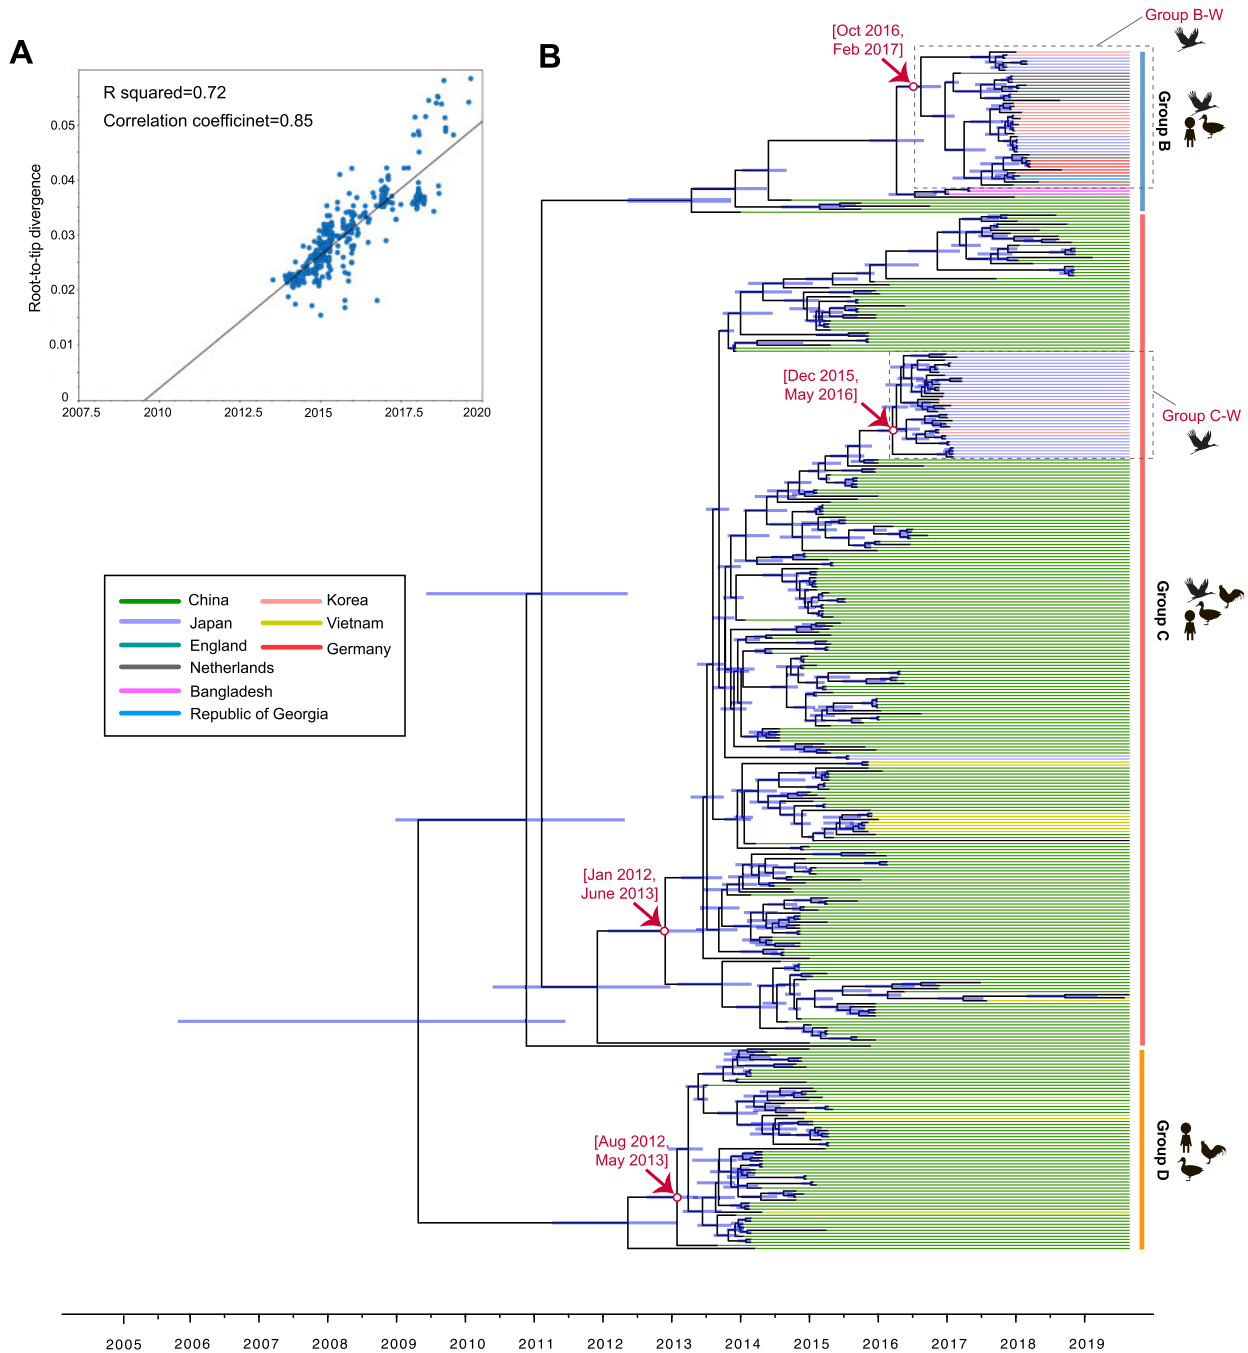 A
R squared=0.72
Correlation coefficinet=0.85
Root-to-tip divergence
0.05
0.04
0.03
0.02
0.01
0
2007.5
2010
2012.5
2015
2017.5
2020
B
Group B-W
[Oct 2016,
Feb 2017]
Group B
[Dec 2015,
May 2016]
Group C-W
Group C
[Jan 2012,
June 2013]
[Aug 2012,
May 2013]
Group D
China
Japan
England
Netherlands
Bangladesh
Republic of Georgia
Korea
Vietnam
Germany
2005 2006 2007 2008 2009 2010 2011 2012 2013 2014 2015 2016 2017 2018 2019